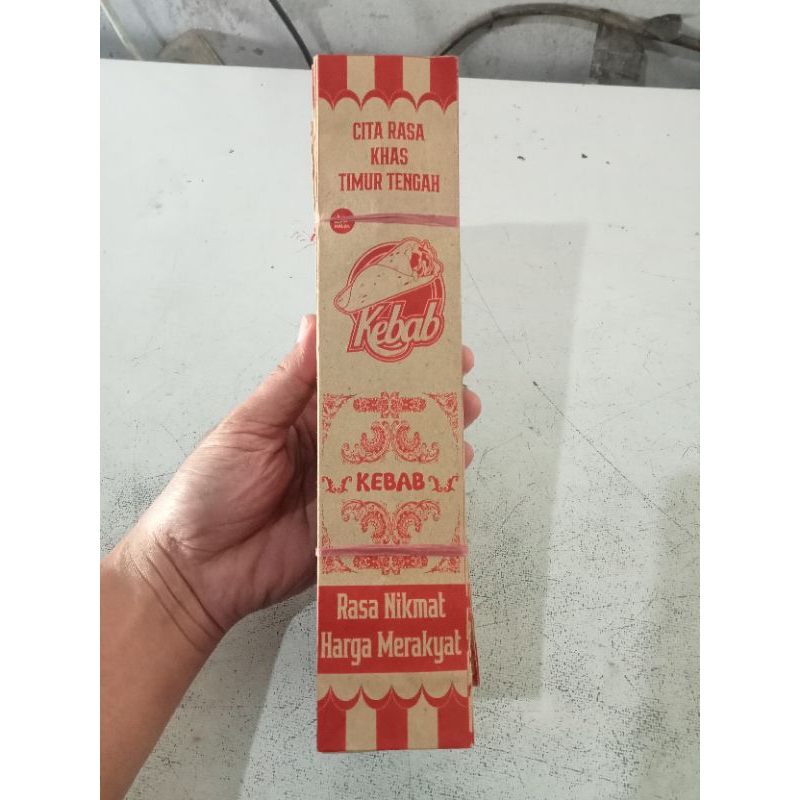 CITA RASA
KHAS
TIMUR TENGAH
Kebab
KEBAB
Rasa Nikmat
Harga Merakyat